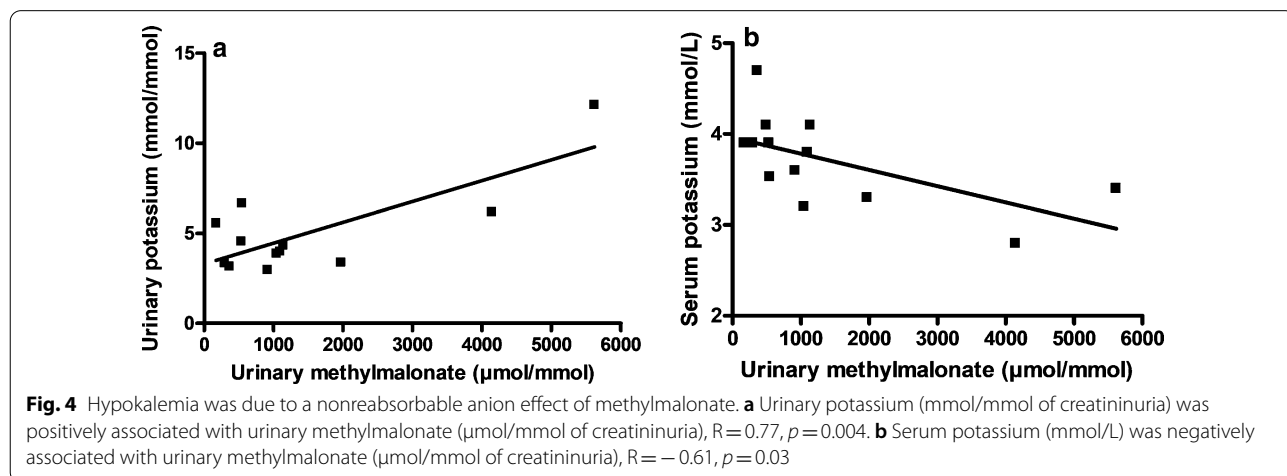 a
15
10
5
0
Urinary potassium (mmol/mmol)
0 1000 2000 3000 4000 5000 6000
Urinary methylmalonate (µmol/mmol)
b
5
4
3
2
Serum potassium (mmol/L)
0 1000 2000 3000 4000 5000 6000
Urinary methylmalonate (µmol/mmol)
Fig. 4 Hypokalemia was due to a nonreabsorbable anion effect of methylmalonate. a Urinary potassium (mmol/mmol of creatininuria) was
positively associated with urinary methylmalonate (µmol/mmol of creatininuria), R = 0.77, p = 0.004. b Serum potassium (mmol/L) was negatively
associated with urinary methylmalonate (µmol/mmol of creatininuria), R = − 0.61, p = 0.03